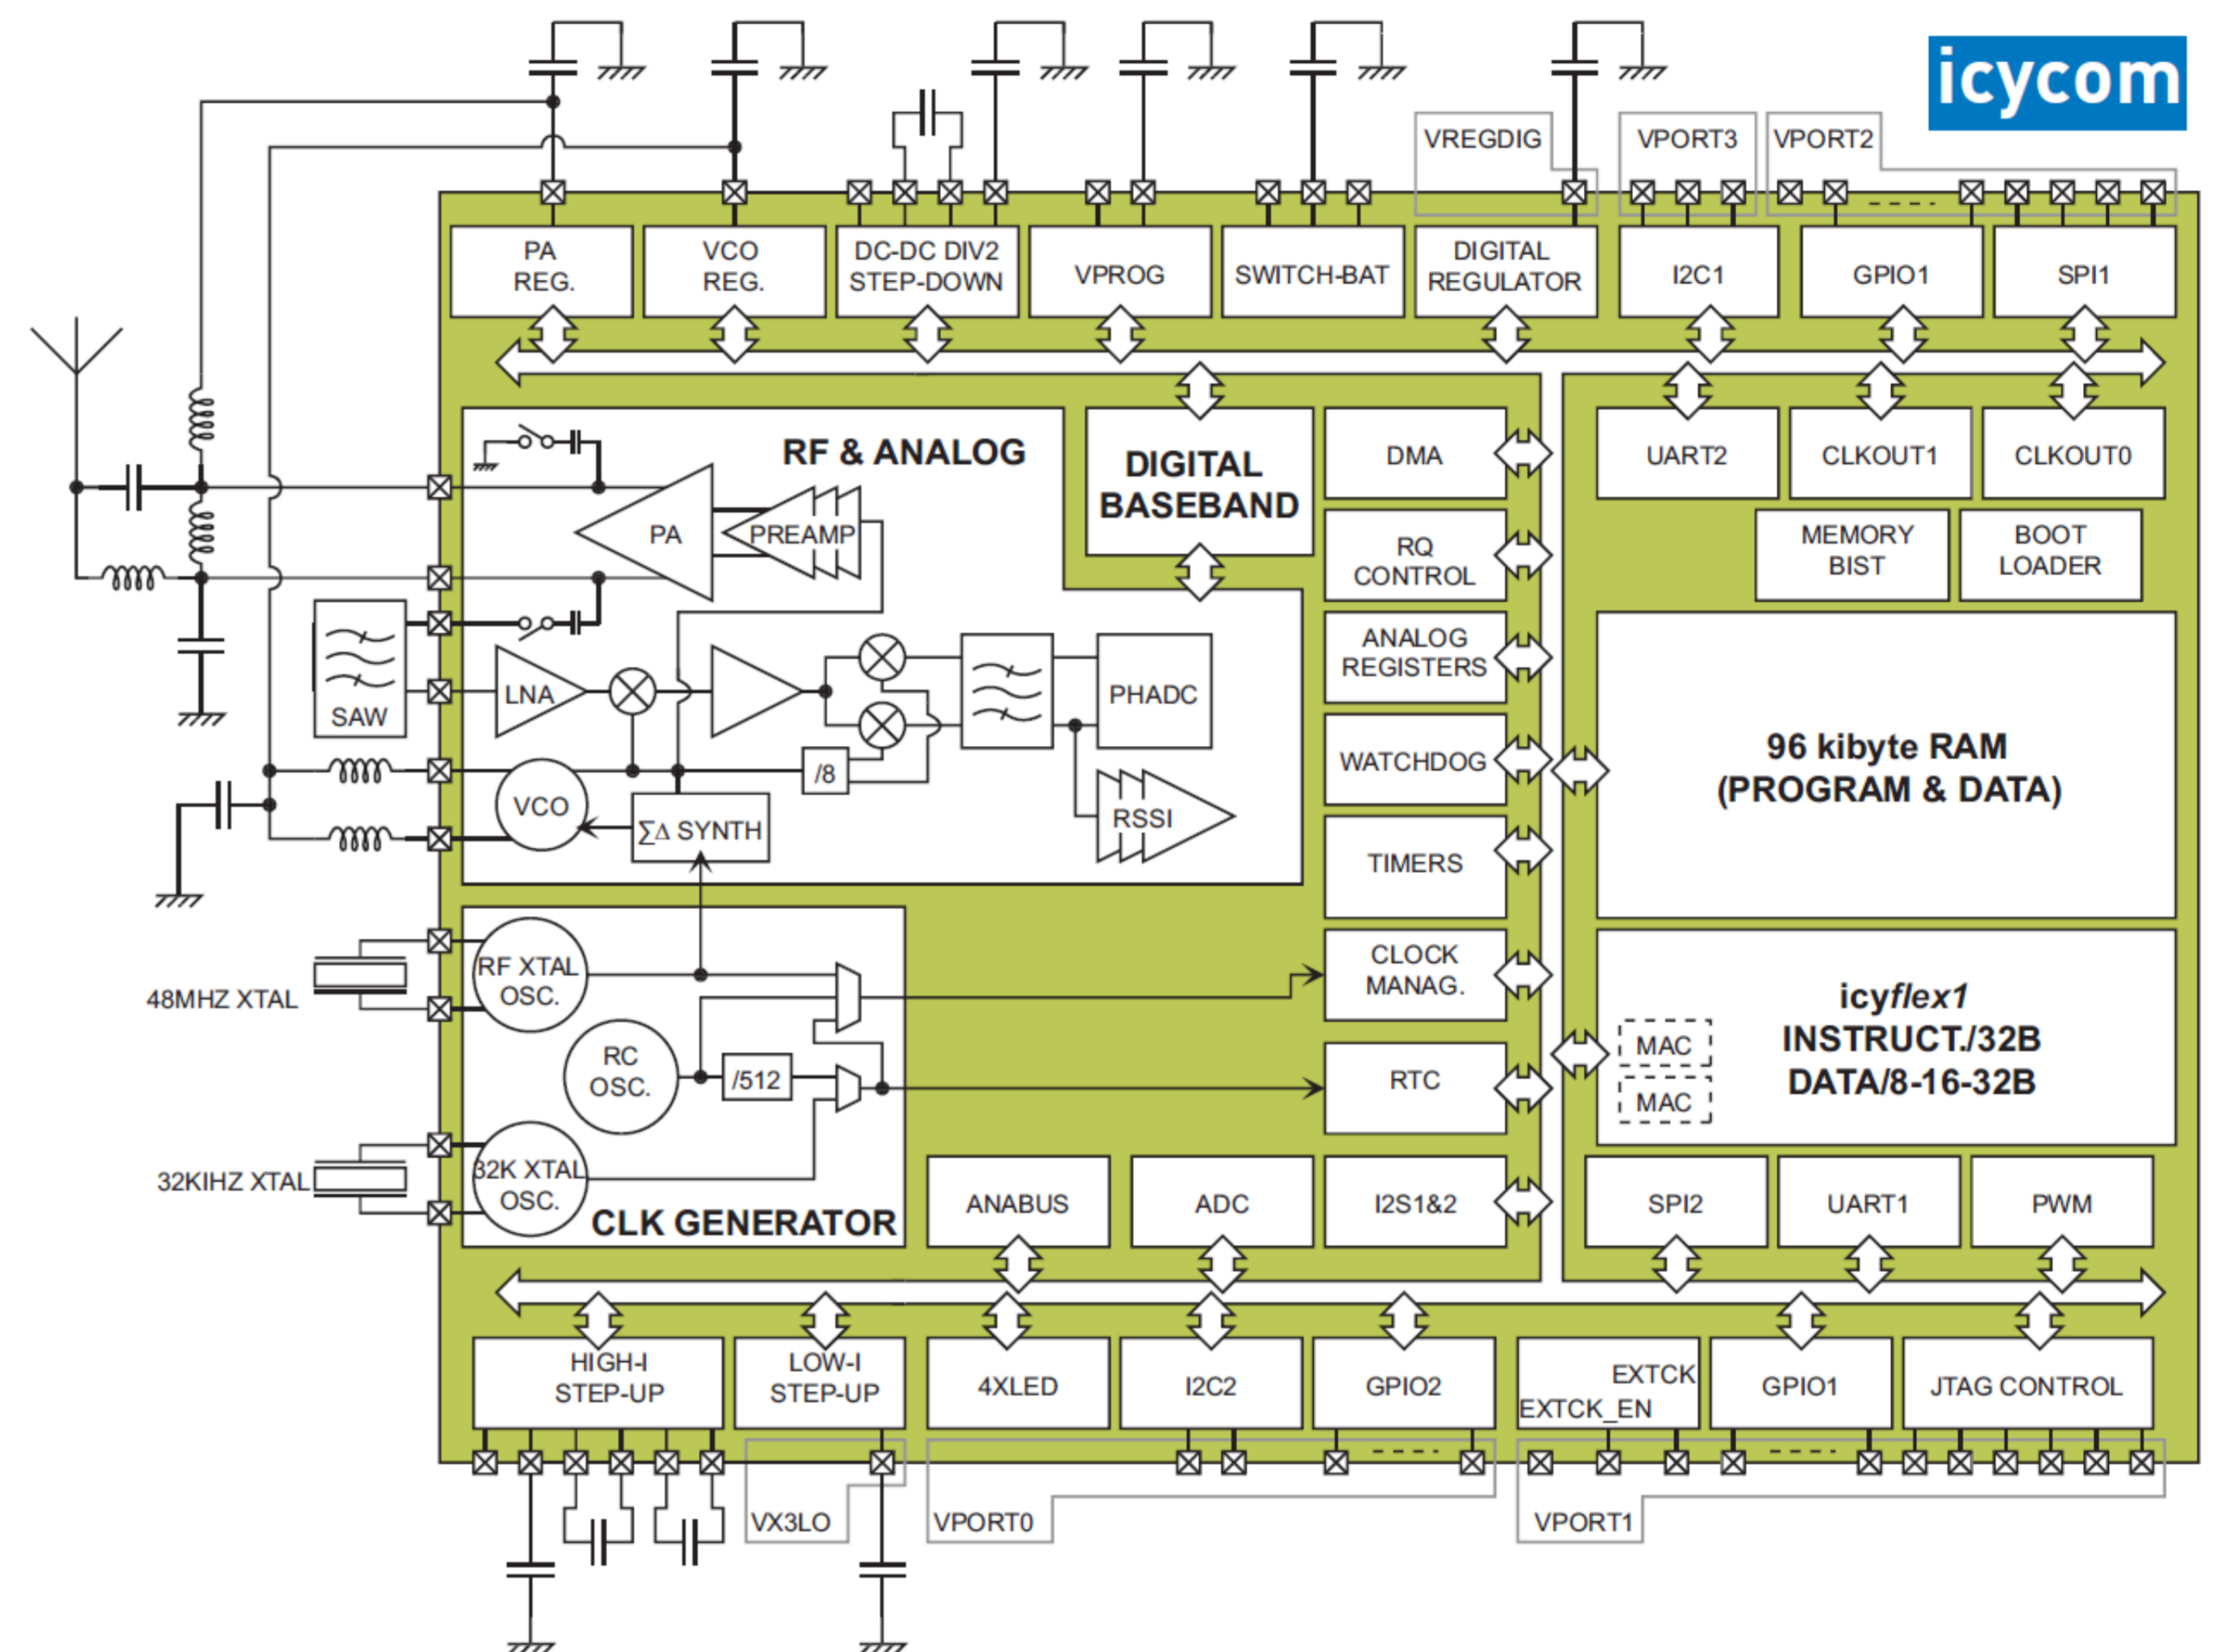 icycom
VREGDIG
VPORT3
VPORT2
PA
REG.
VCO
REG.
DC-DC DIV2
STEP-DOWN
VPROG
SWITCH-BAT
DIGITAL
REGULATOR
I2C1
GPIO1
SPI1
RF & ANALOG
DIGITAL
BASEBAND
DMA
UART2
CLKOUT1
CLKOUT0
PA
PREAMP
RQ
CONTROL
MEMORY
BIST
BOOT
LOADER
ANALOG
REGISTERS
LNA
PHADC
SAW
WATCHDOG
96 kibyte RAM
(PROGRAM & DATA)
/8
VCO
∑Δ SYNTH
RSSI
TIMERS
RF XTAL
OSC.
48MHZ XTAL
CLOCK
MANAG.
icyflex1
INSTRUCT./32B
DATA/8-16-32B
MAC
MAC
RC
OSC.
/512
RTC
32K XTAL
OSC.
32KIHZ XTAL
CLK GENERATOR
ANABUS
ADC
I2S1&2
SPI2
UART1
PWM
HIGH-I
STEP-UP
LOW-I
STEP-UP
4XLED
I2C2
GPIO2
EXTCK
EXTCK_EN
GPIO1
JTAG CONTROL
VX3LO
VPORT0
VPORT1